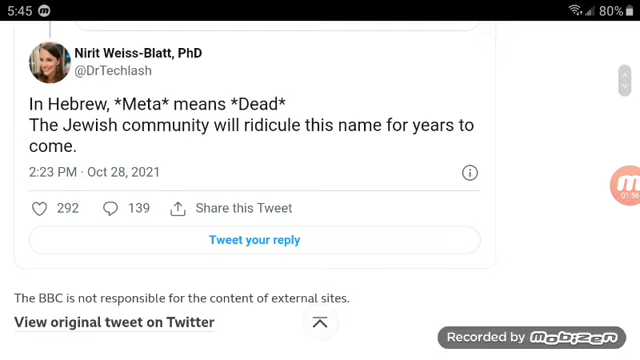 5:45
80%
Nirit Weiss-Blatt, PhD
@DrTechlash
In Hebrew, *Meta* means *Dead*
The Jewish community will ridicule this name for years to
come.
2:23 PM · Oct 28, 2021
292 139 Share this Tweet
01:56
Tweet your reply
The BBC is not responsible for the content of external sites.
View original tweet on Twitter
Recorded by mobizen